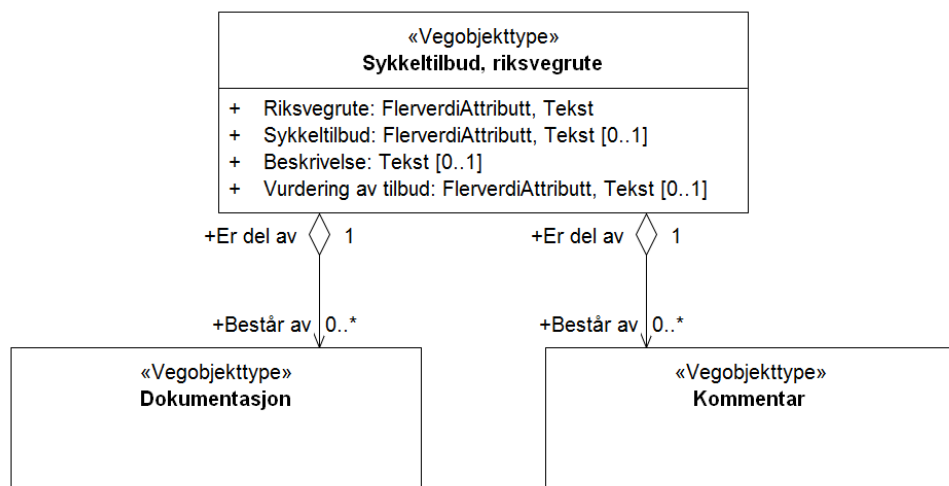 «Vegobjekttype»
Sykkeltilbud, riksvegrute
+ Riksvegrute: FlerverdiAttributt, Tekst
+ Sykkeltilbud: FlerverdiAttributt, Tekst [0..1]
+ Beskrivelse: Tekst [0..1]
+ Vurdering av tilbud: FlerverdiAttributt, Tekst [0..1]
+Er del av 1
+Er del av 1
+Består av 0..*
+Består av 0..*
«Vegobjekttype»
Dokumentasjon
«Vegobjekttype»
Kommentar